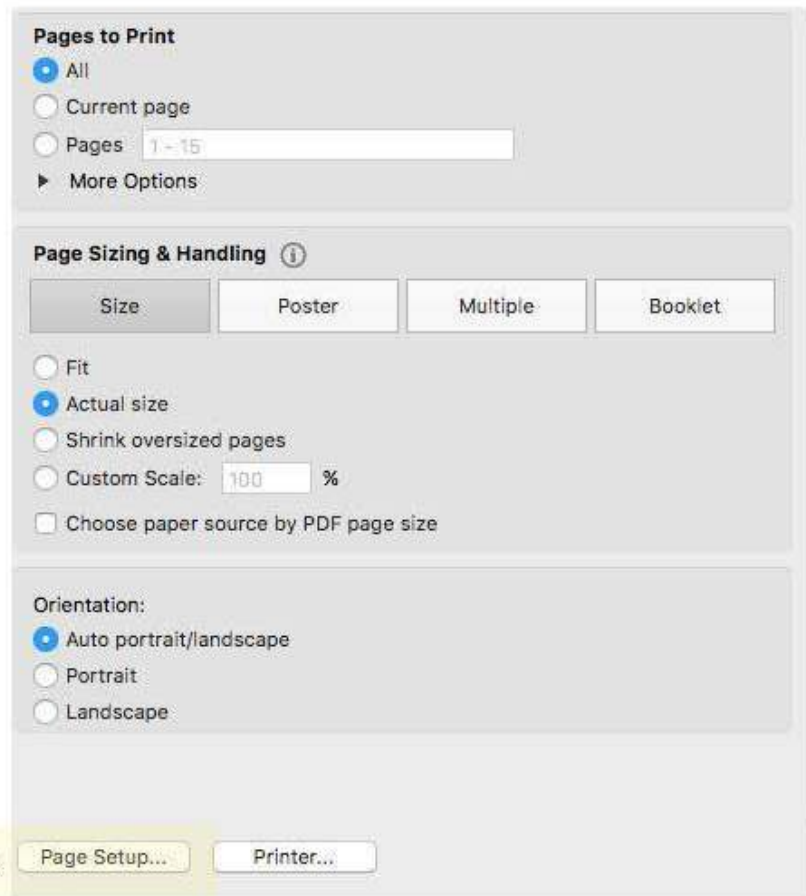 Pages to Print
All
Current page
Pages 1 - 15
More Options
Page Sizing & Handling
Size Poster Multiple Booklet
Fit
Actual size
Shrink oversized pages
Custom Scale: 100 %
Choose paper source by PDF page size
Orientation:
Auto portrait/landscape
Portrait
Landscape
Page Setup... Printer...